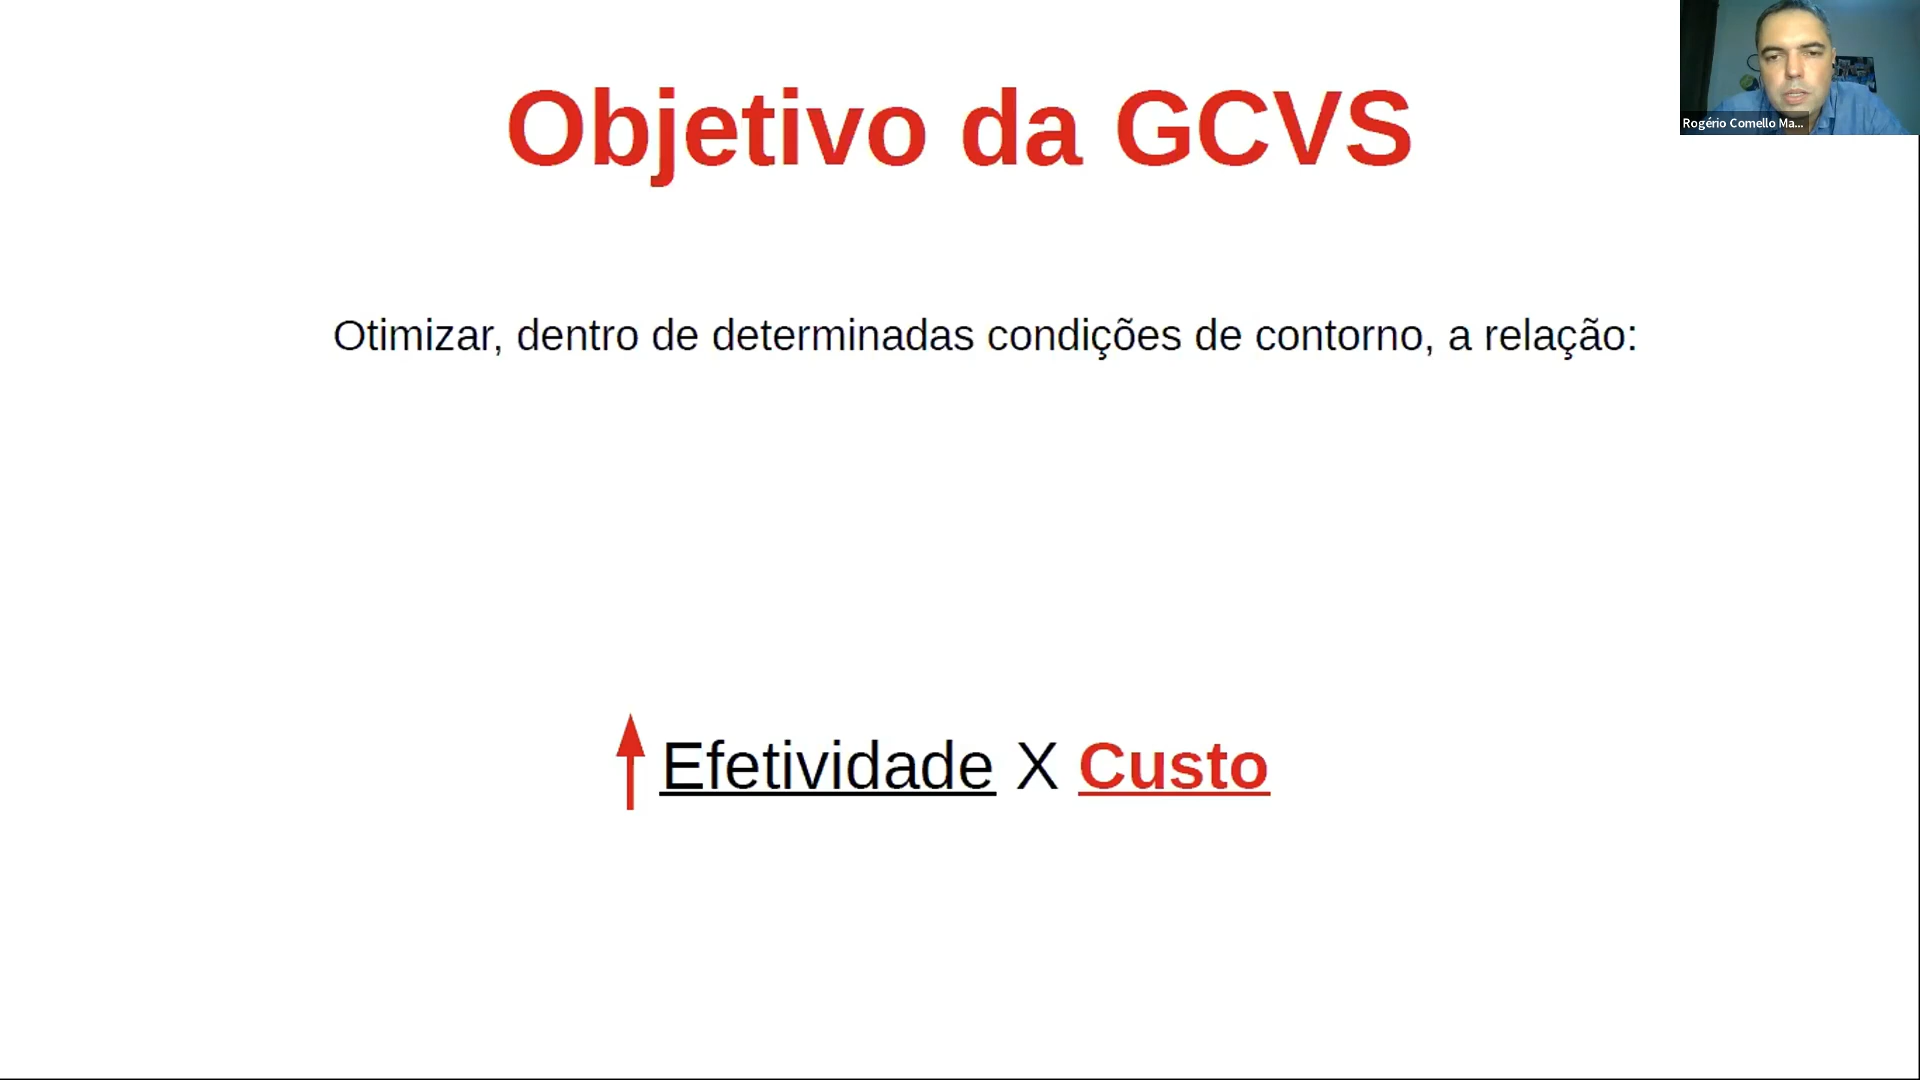 Objetivo da GCVS
Rogério Comello Ma...
Otimizar, dentro de determinadas condições de contorno, a relação:
Efetividade X Custo